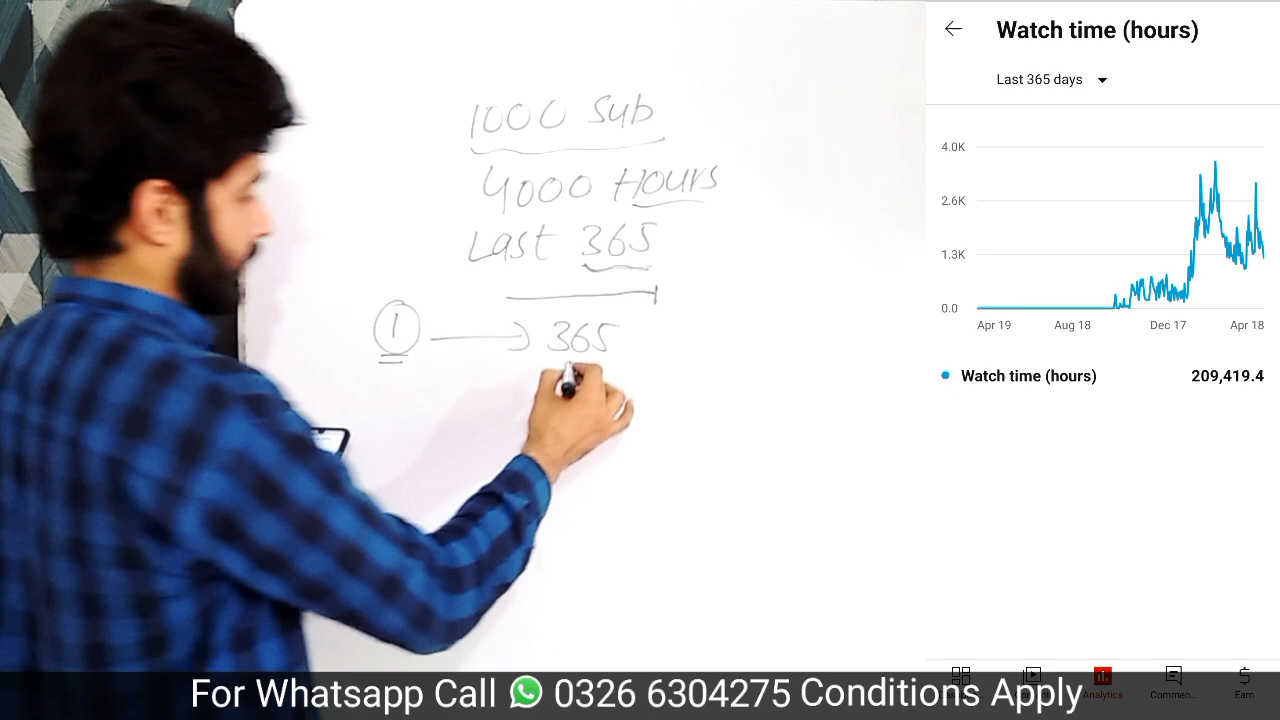 1000 Sub
4000 Hours
Last 365
1 365
Watch time (hours)
Last 365 days
4.0K
2.6K
1.3K
0.0
Apr 19 Aug 18 Dec 17 Apr 18
Watch time (hours) 209,419.4
Analytics Commen.. Earn
For Whatsapp Call 0326 6304275 Conditions Apply